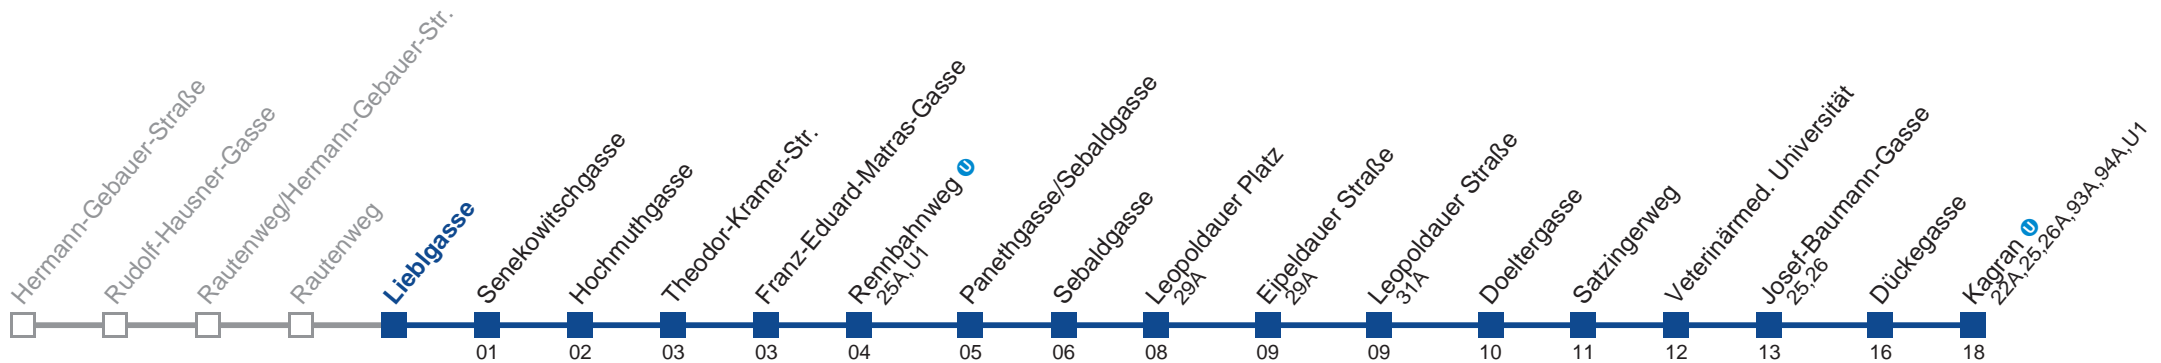 Hermann-Gebauer-Straße
Rudolf-Hausner-Gasse
Rautenweg/Hermann-Gebauer-Str.
Rautenweg
Lieblgasse
Senekowitschgasse
01
Hochmuthgasse
02
Theodor-Kramer-Str.
03
Franz-Eduard-Matras-Gasse
03
Rennbahnweg U
25A,U1
04
Panethgasse/Sebaldgasse
05
Sebaldgasse
06
Leopoldauer Platz
29A
08
Eipeldauer Straße
29A
09
Leopoldauer Straße
31A
09
Doeltergasse
10
Satzingerweg
11
Veterinärmed. Universität
12
Josef-Baumann-Gasse
25,26
13
Dückegasse
16
Kagran U
22A,25,26A,93A,94A,U1
18